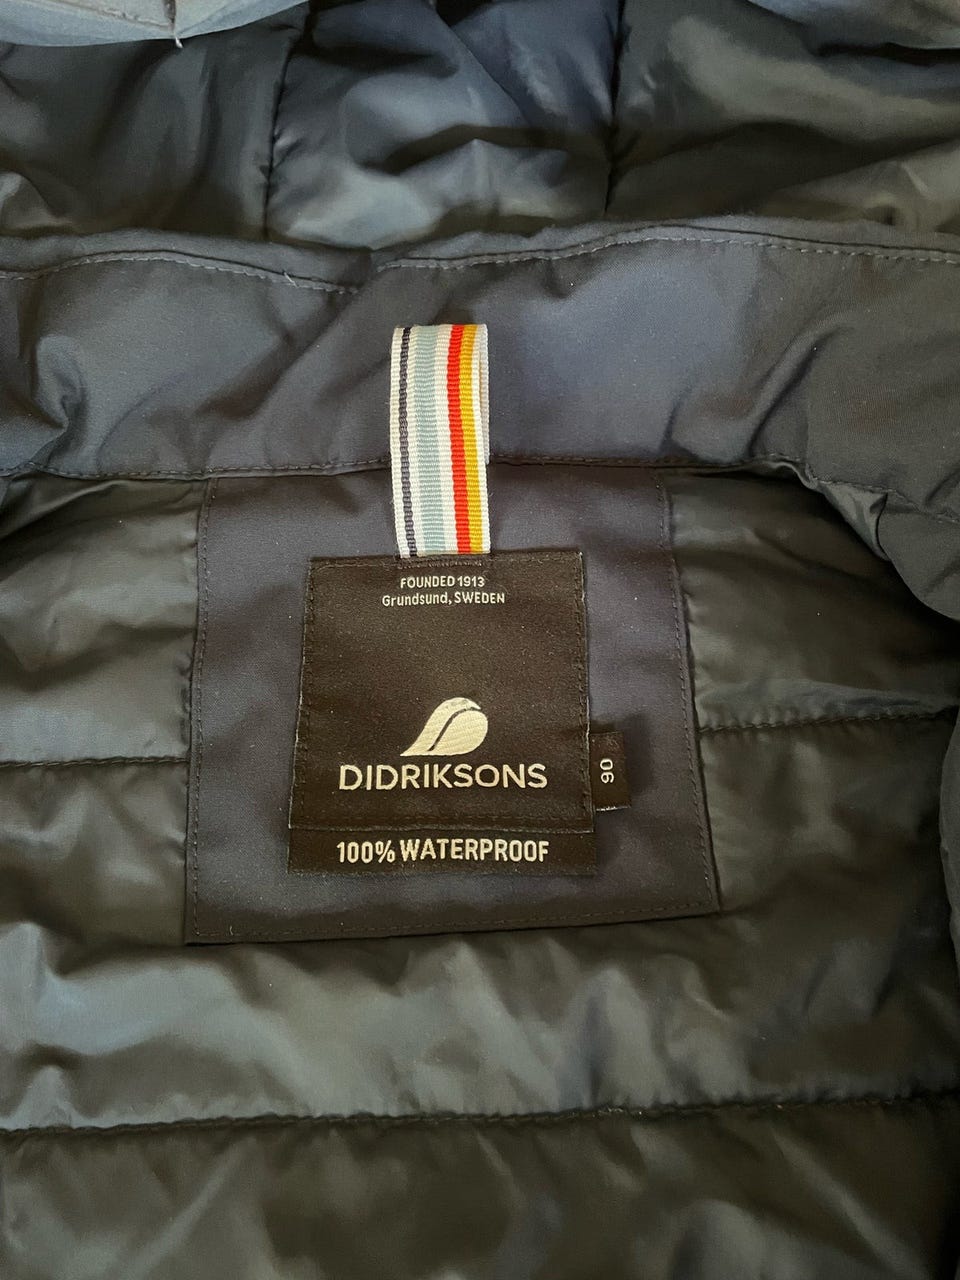 FOUNDED 1913
Grundsund, SWEDEN
DIDRIKSONS
90
100% WATERPROOF